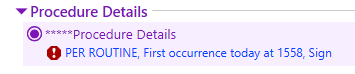 Procedure Details
*****Procedure Details
PER ROUTINE, First occurrence today at 1558, Sign